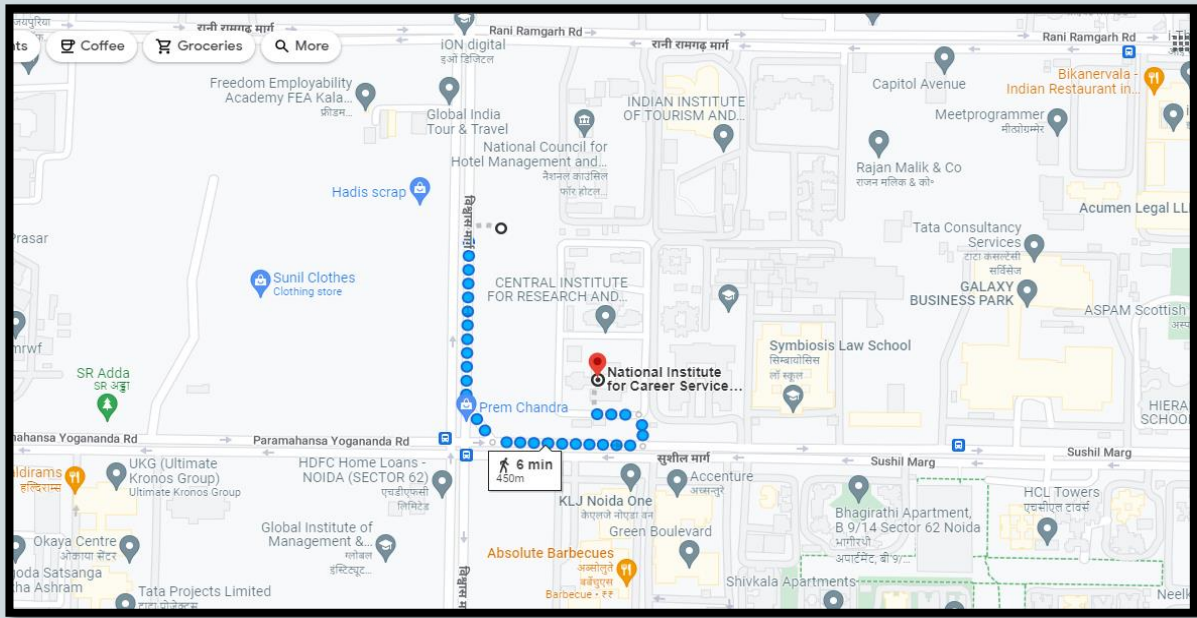 जयपुरिया
रानी रामगढ़ मार्ग
Rani Ramgarh Rd
रानी रामगढ़ मार्ग
Rani Ramgarh Rd
Coffee
Groceries
More
iON digital
इओ डिजिटल
Freedom Employability
Academy FEA Kala...
फ्रीडम...
Global India
Tour & Travel
INDIAN INSTITUTE
OF TOURISM AND...
Capitol Avenue
Bikanervala -
Indian Restaurant in...
Meetprogrammer
मीटप्रोग्राम्मेर
National Council for
Hotel Management and...
नैशनल काउंसिल
फॉर होटल...
Rajan Malik & Co
राजन मलिक & को॰
Hadis scrap
विश्वास मार्ग
Acumen Legal LL
Prasar
Tata Consultancy
Services
टाटा कंसल्टेंसी
सर्विसेज
Sunil Clothes
Clothing store
CENTRAL INSTITUTE
FOR RESEARCH AND...
GALAXY
BUSINESS PARK
ASPAM Scottish
mrwf
Symbiosis Law School
सिम्बायोसिस
लॉ स्कूल...
SR Adda
SR अड्डा
National Institute
for Career Service...
Prem Chandra
HIERA
SCHOO
mahansa Yogananda Rd
Paramahansa Yogananda Rd
सुशील मार्ग
Sushil Marg
Sushil Marg
6 min
450m
ldirams
हल्दिराम्स
UKG (Ultimate
Kronos Group)
Ultimate Kronos Group
HDFC Home Loans -
NOIDA (SECTOR 62)
एचडीएफसी
लिमिटेड
KLJ Noida One
केएलजे नोएडा वन
Accenture
अक्सेन्तुरे
Bhagirathi Apartment,
B 9/14 Sector 62 Noida
भागीरथी
अपार्टमेंट, बी 9/...
HCL Towers
एचसीएल टावर्स
Okaya Centre
ओकाया सेंटर
Global Institute of
Management &...
ग्लोबल
इंस्टिट्यूट...
Green Boulevard
Absolute Barbecues
अब्सोलुते
बर्बेचुएस
Barbecue • ₹₹
goda Satsanga
ha Ashram
Tata Projects Limited
टाटा प्रोजेक्ट्स
Shivkala Apartments
Neelk